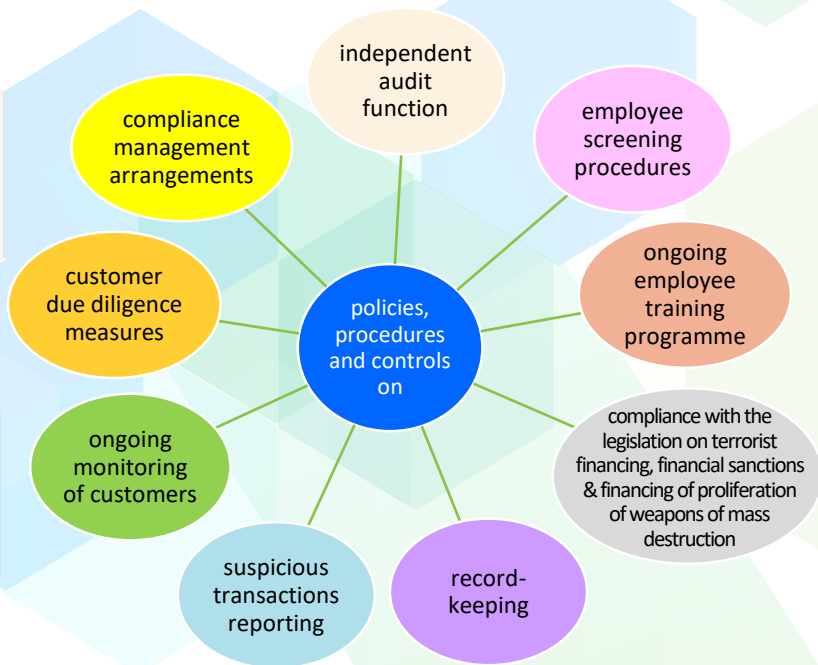 independent
audit
function
employee
screening
procedures
ongoing
employee
training
programme
compliance with the
legislation on terrorist
financing, financial sanctions
& financing of proliferation
of weapons of mass
destruction
record-
keeping
suspicious
transactions
reporting
ongoing
monitoring
of customers
customer
due diligence
measures
compliance
management
arrangements
policies,
procedures
and controls
on